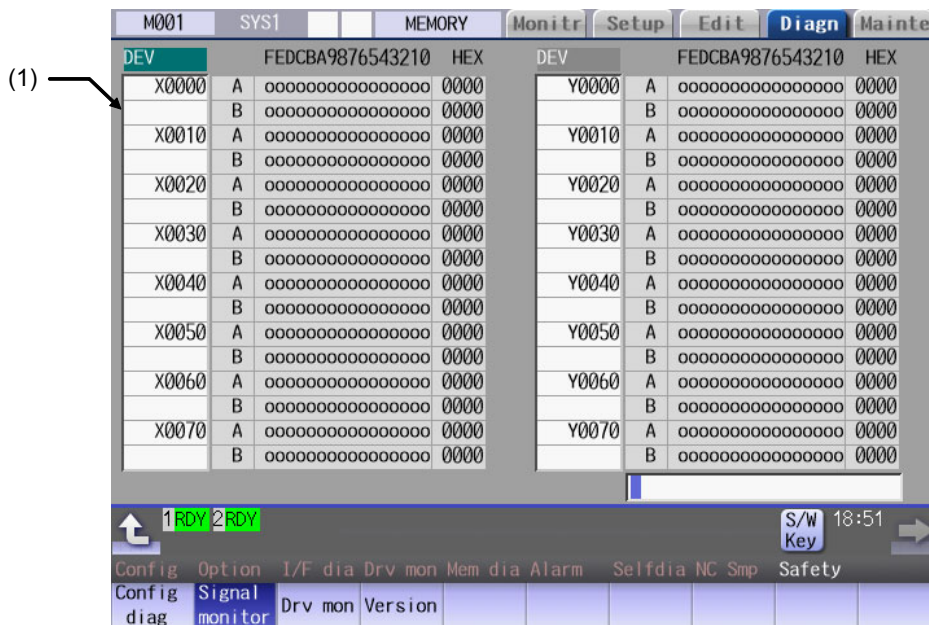 M001 SYS1 MEMORY Monitr Setup Edit Diagn Mainte
DEV FEDCBA9876543210 HEX DEV FEDCBA9876543210 HEX
(1)
X0000 A oooooooooooooooo 0000 Y0000 A oooooooooooooooo 0000
B oooooooooooooooo 0000 B oooooooooooooooo 0000
X0010 A oooooooooooooooo 0000 Y0010 A oooooooooooooooo 0000
B oooooooooooooooo 0000 B oooooooooooooooo 0000
X0020 A oooooooooooooooo 0000 Y0020 A oooooooooooooooo 0000
B oooooooooooooooo 0000 B oooooooooooooooo 0000
X0030 A oooooooooooooooo 0000 Y0030 A oooooooooooooooo 0000
B oooooooooooooooo 0000 B oooooooooooooooo 0000
X0040 A oooooooooooooooo 0000 Y0040 A oooooooooooooooo 0000
B oooooooooooooooo 0000 B oooooooooooooooo 0000
X0050 A oooooooooooooooo 0000 Y0050 A oooooooooooooooo 0000
B oooooooooooooooo 0000 B oooooooooooooooo 0000
X0060 A oooooooooooooooo 0000 Y0060 A oooooooooooooooo 0000
B oooooooooooooooo 0000 B oooooooooooooooo 0000
X0070 A oooooooooooooooo 0000 Y0070 A oooooooooooooooo 0000
B oooooooooooooooo 0000 B oooooooooooooooo 0000
1 RDY 2 RDY S/W Key 18:51
Config Option I/F dia Drv mon Mem dia Alarm Selfdia NC Smp Safety
Config diag Signal monitor Drv mon Version